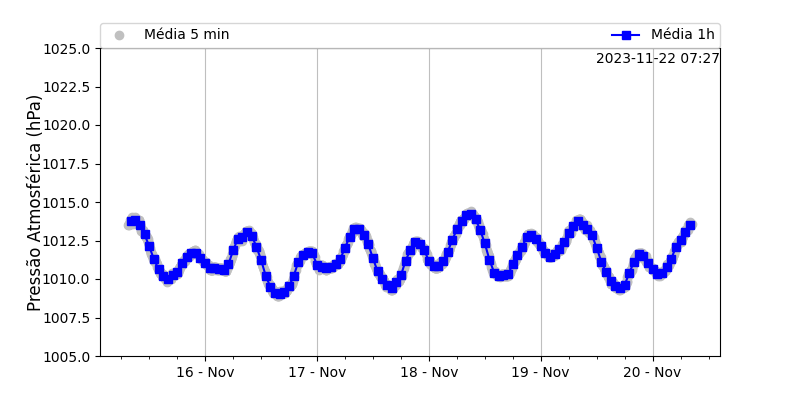 Média 5 min
Média 1h
2023-11-22 07:27
Pressão Atmosférica (hPa)
1025.0
1022.5
1020.0
1017.5
1015.0
1012.5
1010.0
1007.5
1005.0
16 - Nov
17 - Nov
18 - Nov
19 - Nov
20 - Nov